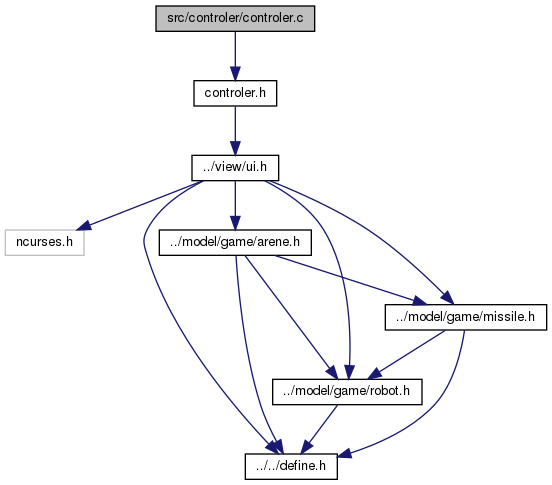 src/controler/controler.c
controler.h
../view/ui.h
ncurses.h
../model/game/arene.h
../model/game/missile.h
../model/game/robot.h
../../define.h